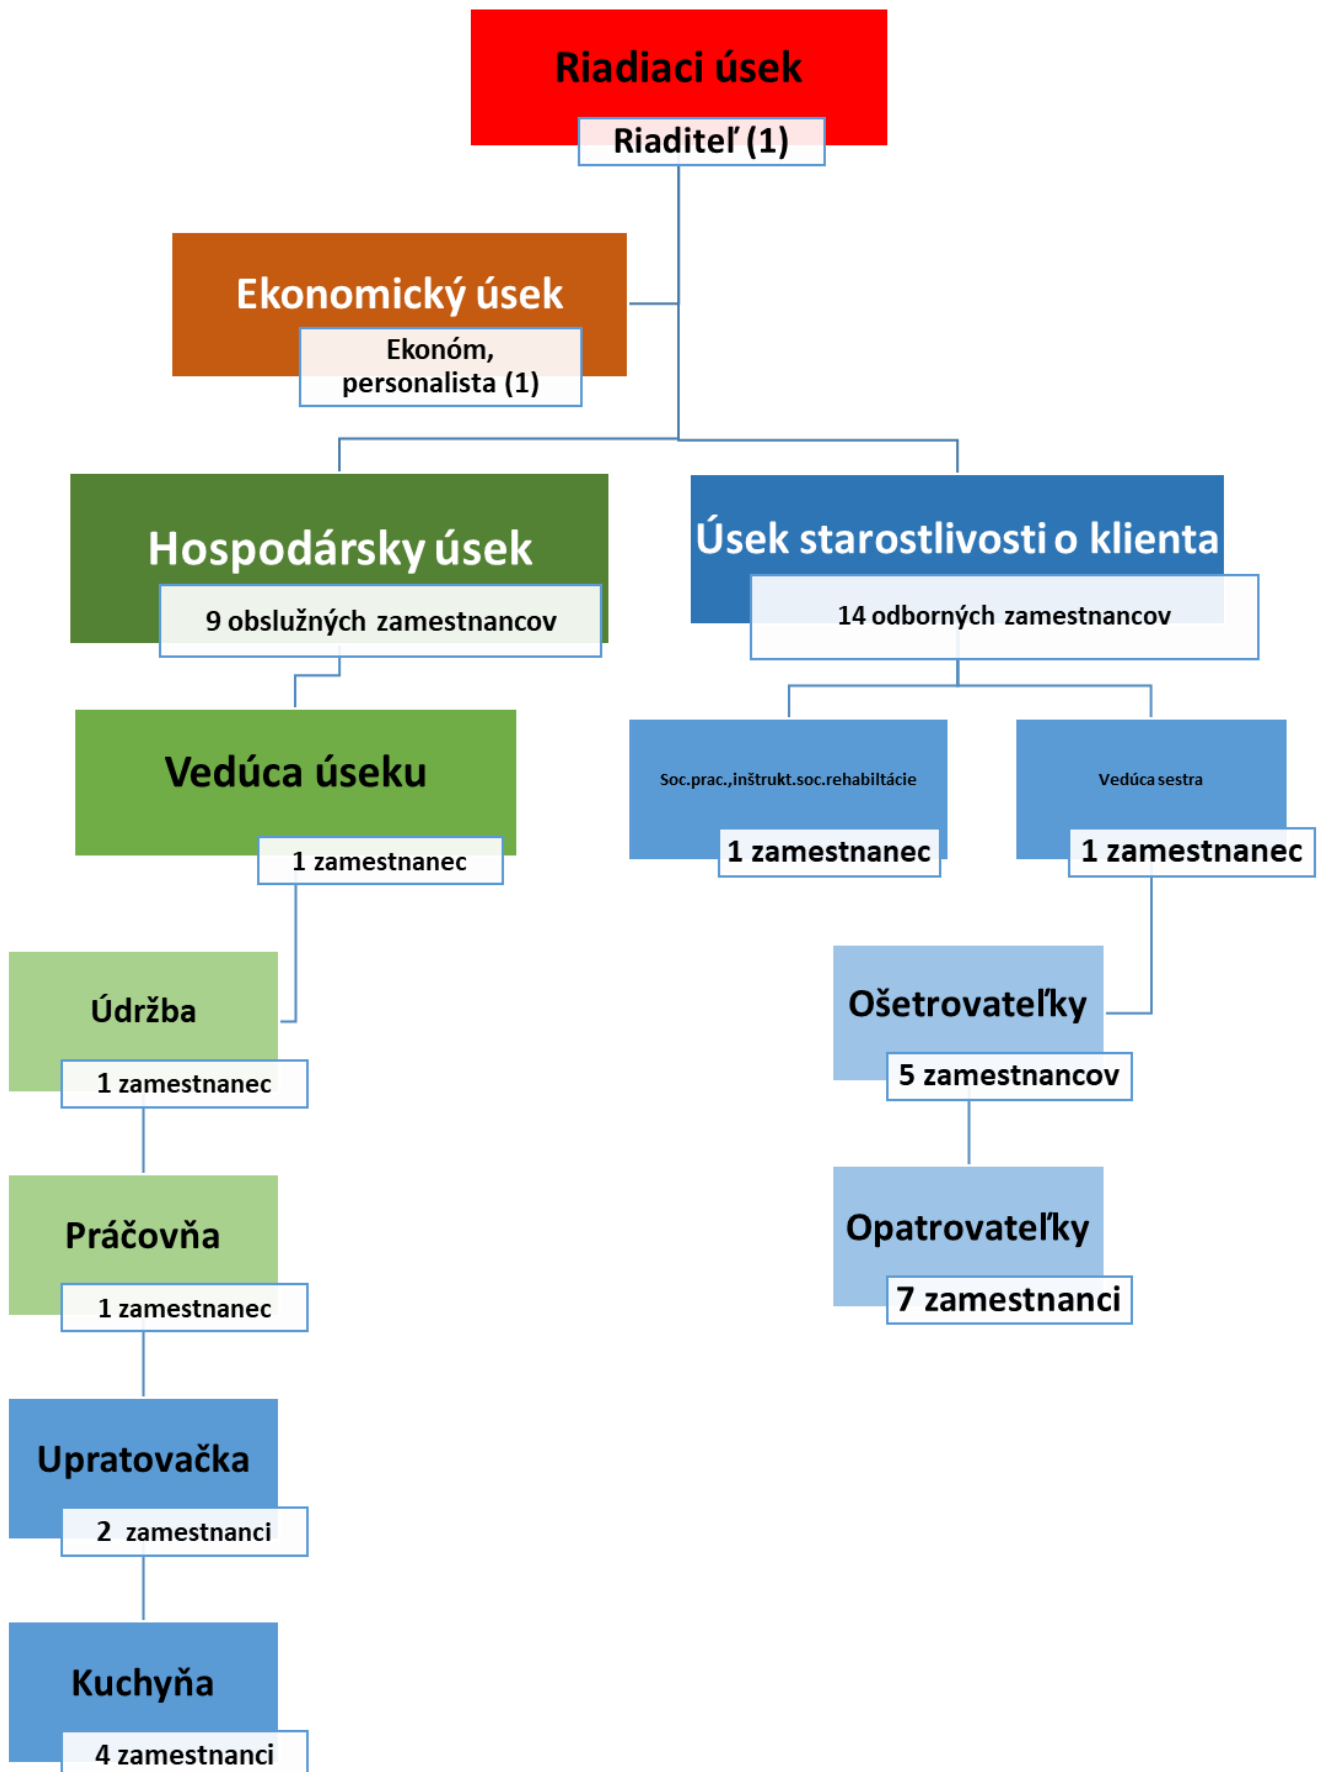 Riadiaci úsek
Riaditeľ (1)
Ekonomický úsek
Ekonóm,
personalista (1)
Hospodársky úsek
9 obslužných zamestnancov
Úsek starostlivosti o klienta
14 odborných zamestnancov
Vedúca úseku
1 zamestnanec
Soc.prac.,inštrukt.soc.rehabiltácie
1 zamestnanec
Vedúca sestra
1 zamestnanec
Údržba
1 zamestnanec
Ošetrovateľky
5 zamestnancov
Práčovňa
1 zamestnanec
Opatrovateľky
7 zamestnanci
Upratovačka
2 zamestnanci
Kuchyňa
4 zamestnanci